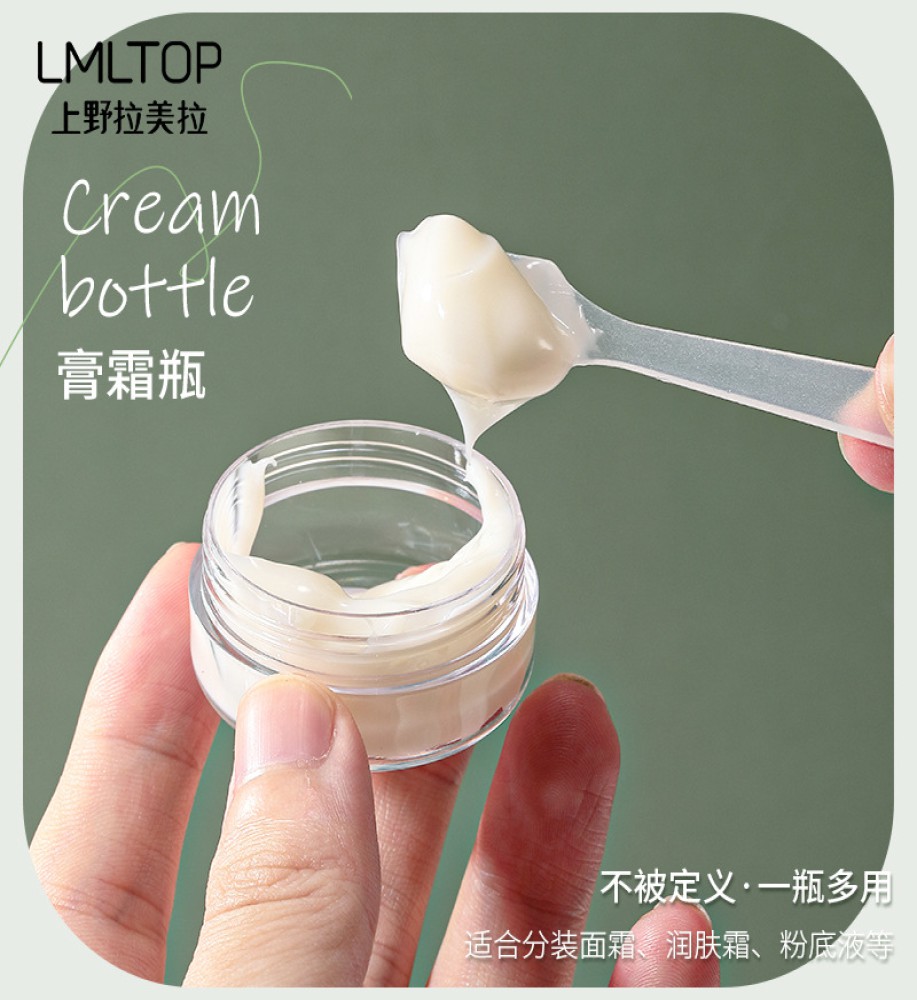 LMLTOP
上野拉美拉
Cream
bottle
膏霜瓶
不被定义·一瓶多用
适合分装面霜、润肤霜、粉底液等